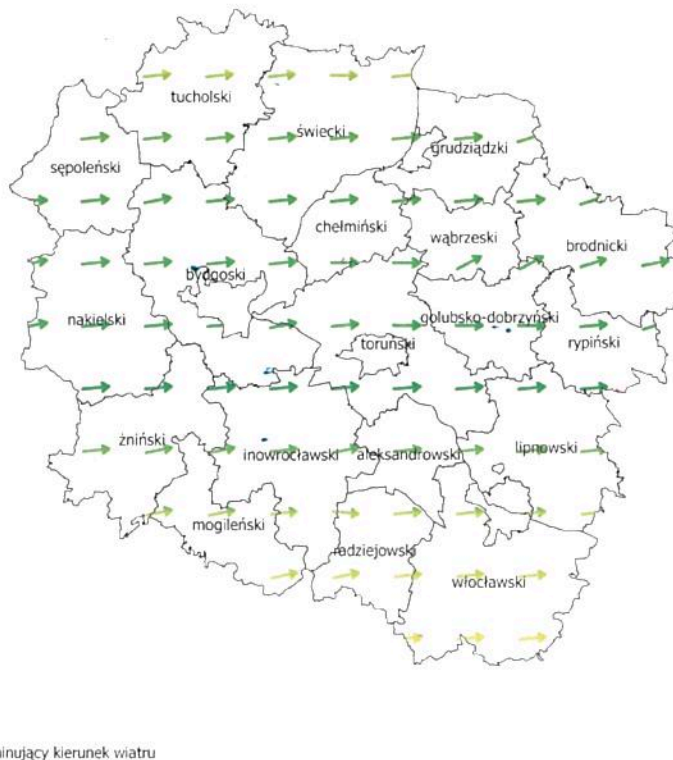 tucholski
świecki
grudziądzki
sępoleński
chełmiński
wąbrzeski
brodnicki
bydgoski
nakielski
golubsko-dobrzyński
toruński
rypiński
żniński
inowrocławski
aleksandrowski
lipnowski
mogileński
radziejowski
włocławski
inujący kierunek wiatru